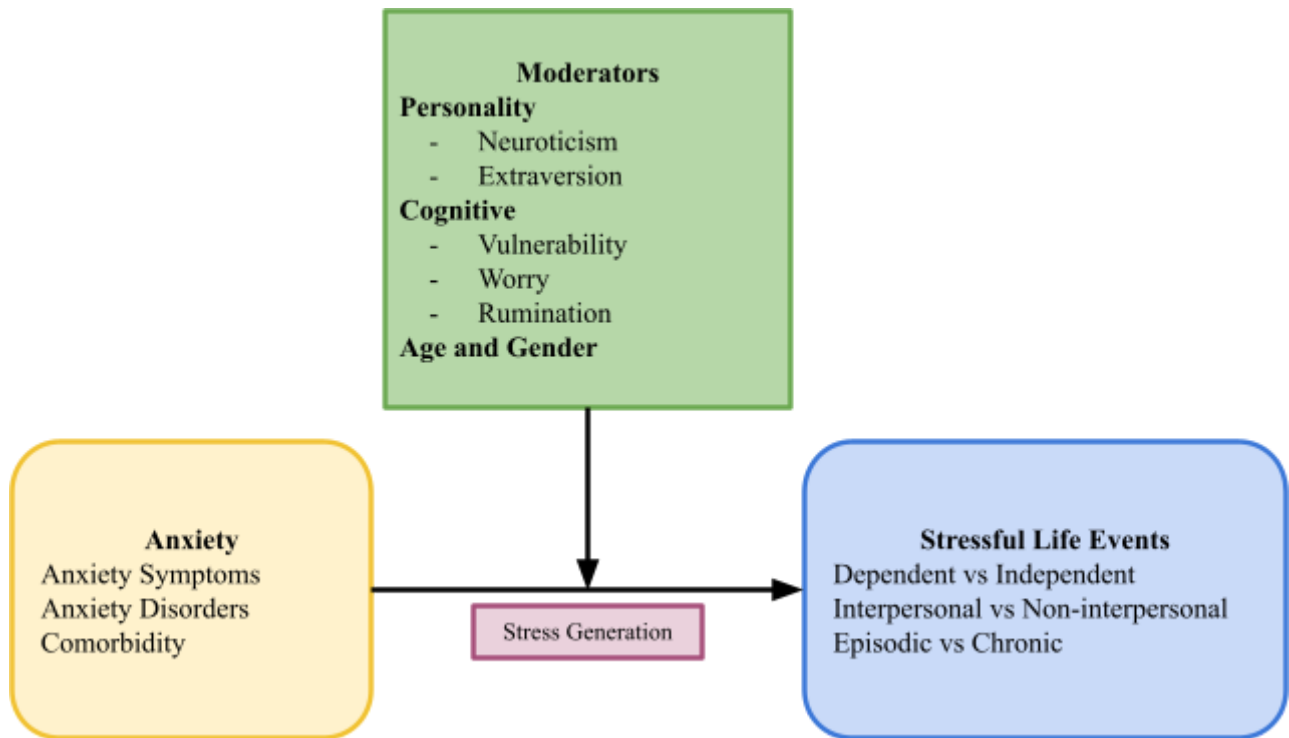 Moderators
Personality
- Neuroticism
- Extraversion
Cognitive
- Vulnerability
- Worry
- Rumination
Age and Gender
Anxiety
Anxiety Symptoms
Anxiety Disorders
Comorbidity
Stress Generation
Stressful Life Events
Dependent vs Independent
Interpersonal vs Non-interpersonal
Episodic vs Chronic